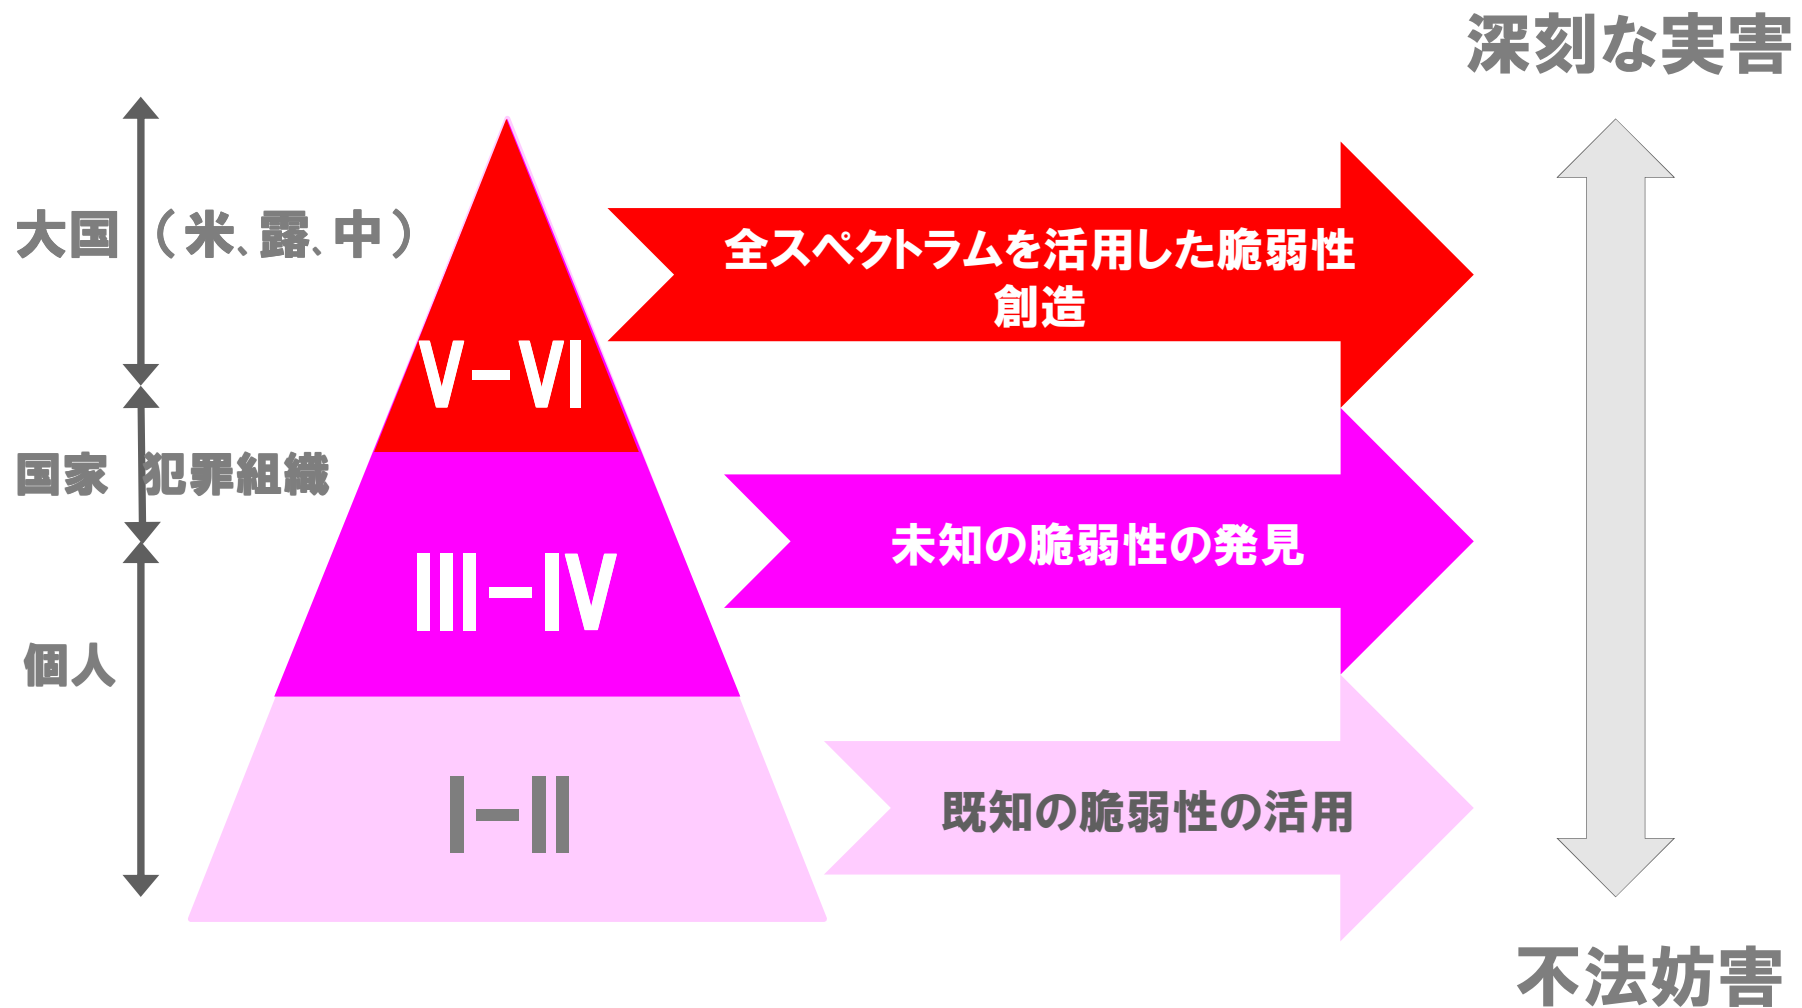 深刻な実害
大国（米、露、中）
全スペクトラムを活用した脆弱性
創造
V－VI
国家　犯罪組織
未知の脆弱性の発見
III－IV
個人
既知の脆弱性の活用
I－II
不法妨害